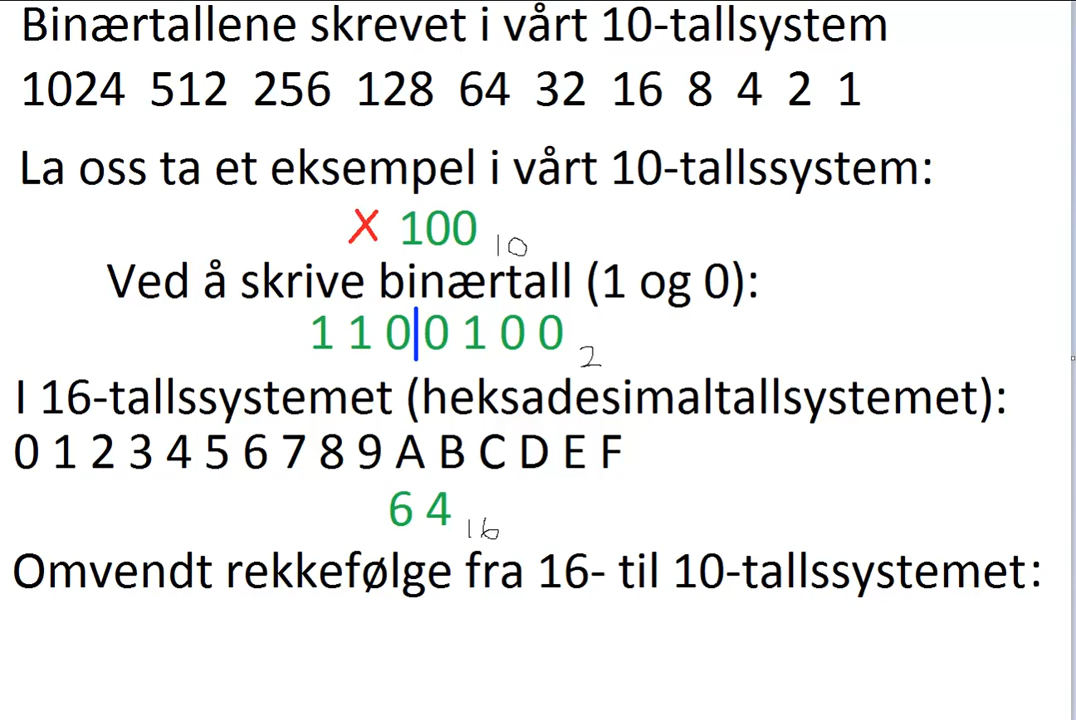 Binærtallene skrevet i vårt 10-tallsystem
1024 512 256 128 64 32 16 8 4 2 1
La oss ta et eksempel i vårt 10-tallssystem:
X 100 10
Ved å skrive binærtall (1 og 0):
1 1 0|0 1 0 0 2
I 16-tallssystemet (heksadesimaltallsystemet):
0 1 2 3 4 5 6 7 8 9 A B C D E F
6 4 16
Omvendt rekkefølge fra 16- til 10-tallssystemet: